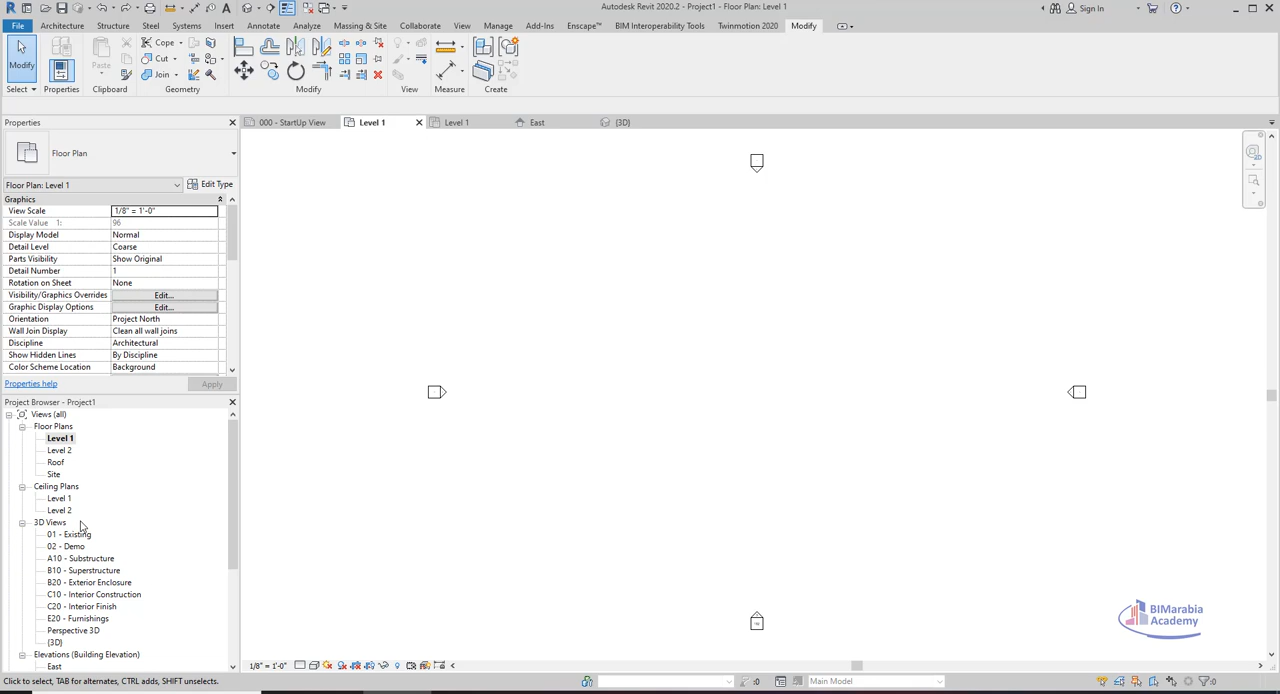 Autodesk Revit 2020.2 - Project1 - Floor Plan: Level 1
Sign In
File Architecture Structure Steel Systems Insert Annotate Analyze Massing & Site Collaborate View Manage Add-Ins Enscape™ BIM Interoperability Tools Twinmotion 2020 Modify
Modify
Select
Properties
Paste
Clipboard
Cope
Cut
Join
Geometry
Modify
View
Measure
Create
Properties
000 - StartUp View
Level 1
Level 1
East
{3D}
Floor Plan
Floor Plan: Level 1
Edit Type
Graphics
View Scale 1/8" = 1'-0"
Scale Value 1: 96
Display Model Normal
Detail Level Coarse
Parts Visibility Show Original
Detail Number 1
Rotation on Sheet None
Visibility/Graphics Overrides Edit...
Graphic Display Options Edit...
Orientation Project North
Wall Join Display Clean all wall joins
Discipline Architectural
Show Hidden Lines By Discipline
Color Scheme Location Background
Properties help
Apply
Project Browser - Project1
Views (all)
Floor Plans
Level 1
Level 2
Roof
Site
Ceiling Plans
Level 1
Level 2
3D Views
01 - Existing
02 - Demo
A10 - Substructure
B10 - Superstructure
B20 - Exterior Enclosure
C10 - Interior Construction
C20 - Interior Finish
E20 - Furnishings
Perspective 3D
{3D}
Elevations (Building Elevation)
East
BIMarabia
Academy
1/8" = 1'-0"
Click to select, TAB for alternates, CTRL adds, SHIFT unselects.
:0
Main Model
:0